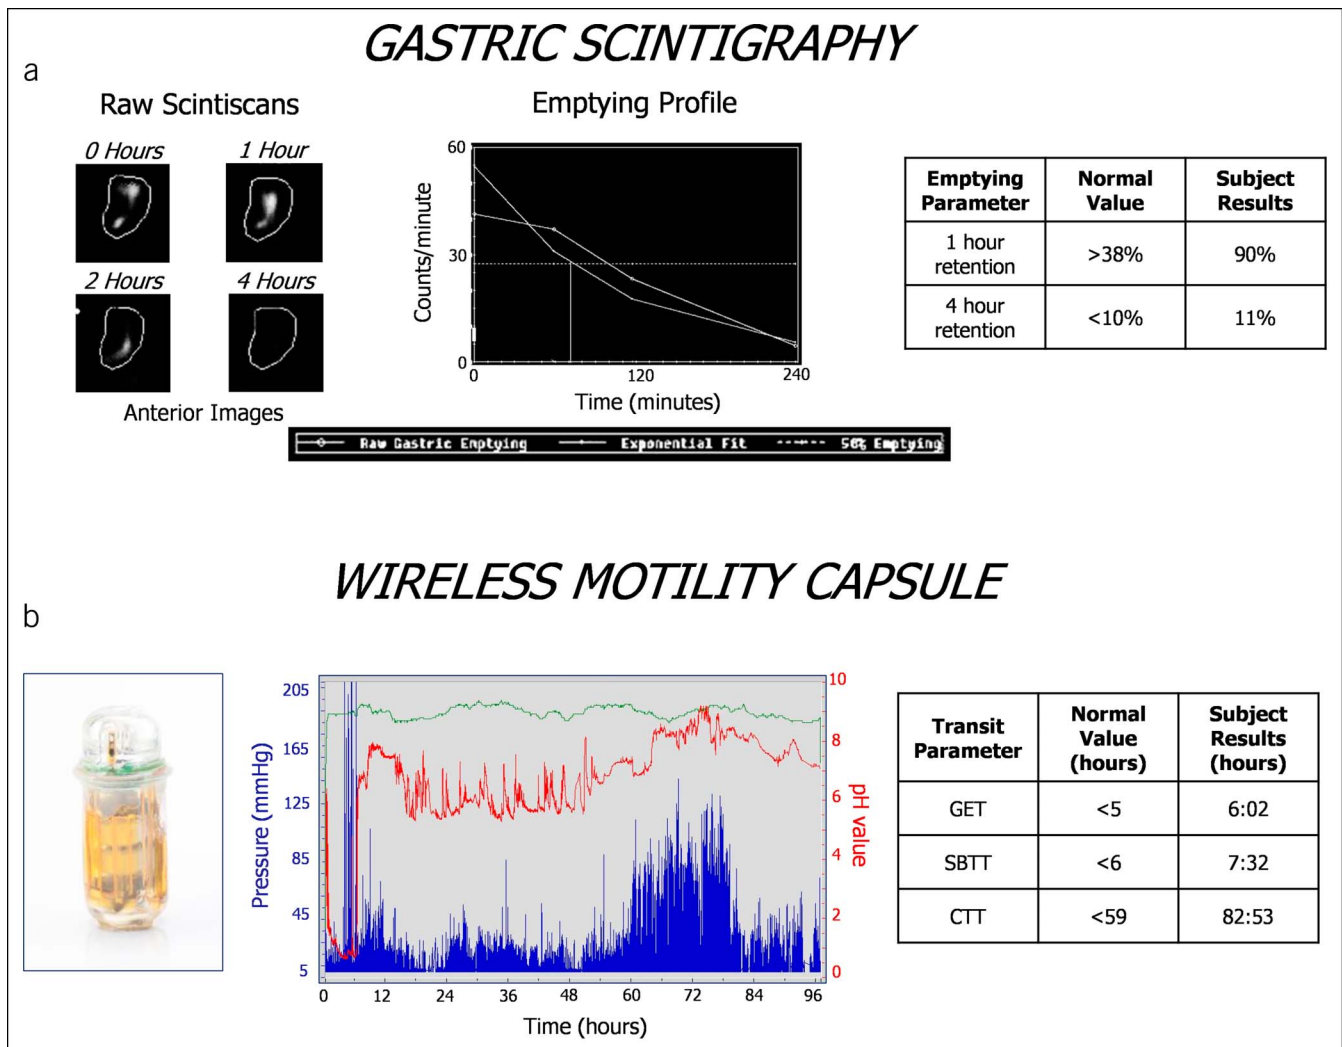 GASTRIC SCINTIGRAPHY
a
Raw Scintiscans
0 Hours
1 Hour
2 Hours
4 Hours
Anterior Images
Emptying Profile
Counts/minute
60
30
0
0
120
240
Time (minutes)
Raw Gastric Emptying
Exponential Fit
50% Emptying
Emptying Parameter
Normal Value
Subject Results
1 hour retention
>38%
90%
4 hour retention
<10%
11%
WIRELESS MOTILITY CAPSULE
b
Pressure (mmHg)
205
165
125
85
45
5
10
8
6
4
2
0
pH value
0
12
24
36
48
60
72
84
96
Time (hours)
Transit Parameter
Normal Value (hours)
Subject Results (hours)
GET
<5
6:02
SBTT
<6
7:32
CTT
<59
82:53